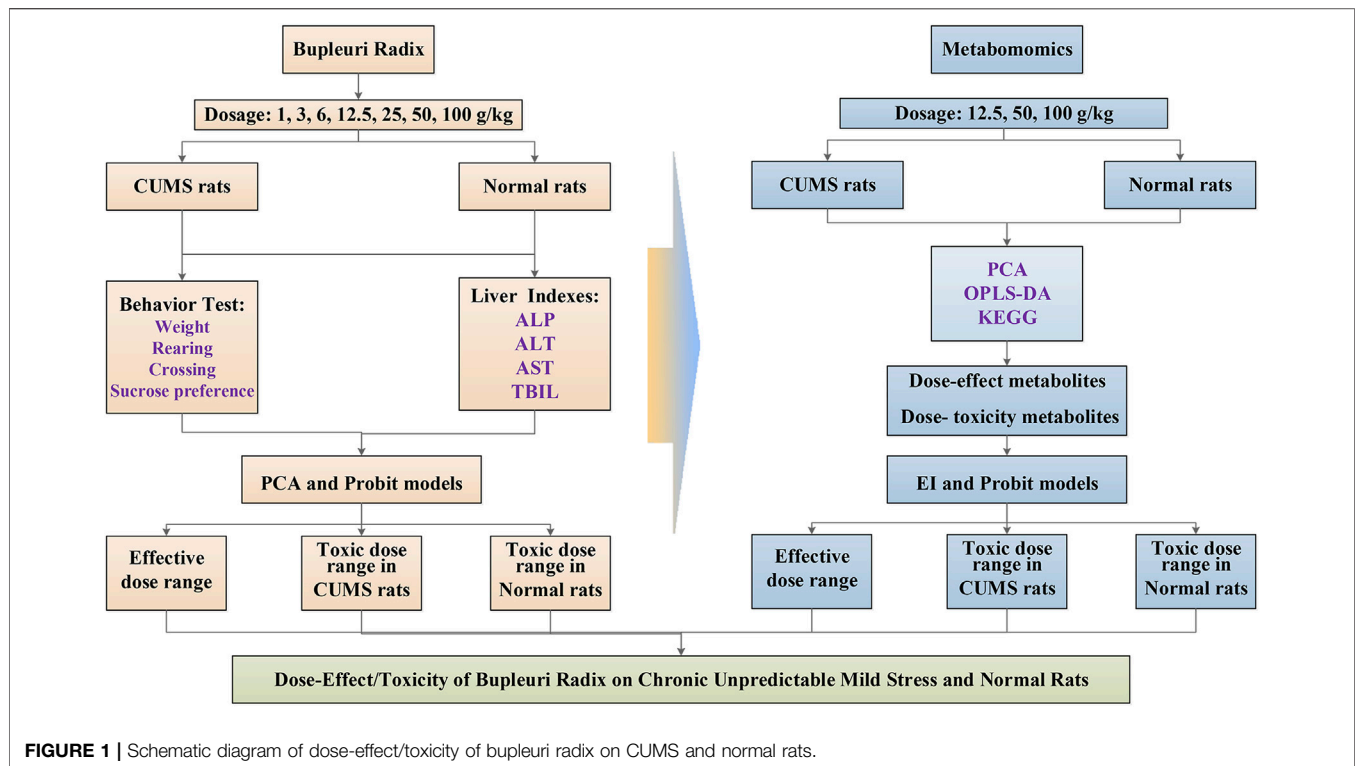 Bupleuri Radix
Dosage: 1, 3, 6, 12.5, 25, 50, 100 g/kg
CUMS rats
Normal rats
Behavior Test:
Weight
Rearing
Crossing
Sucrose preference
Liver Indexes:
ALP
ALT
AST
TBIL
PCA and Probit models
Effective
dose range
Toxic dose
range in
CUMS rats
Toxic dose
range in
Normal rats
Metabomomics
Dosage: 12.5, 50, 100 g/kg
CUMS rats
Normal rats
PCA
OPLS-DA
KEGG
Dose-effect metabolites
Dose- toxicity metabolites
EI and Probit models
Effective
dose range
Toxic dose
range in
CUMS rats
Toxic dose
range in
Normal rats
Dose-Effect/Toxicity of Bupleuri Radix on Chronic Unpredictable Mild Stress and Normal Rats
FIGURE 1 | Schematic diagram of dose-effect/toxicity of bupleuri radix on CUMS and normal rats.